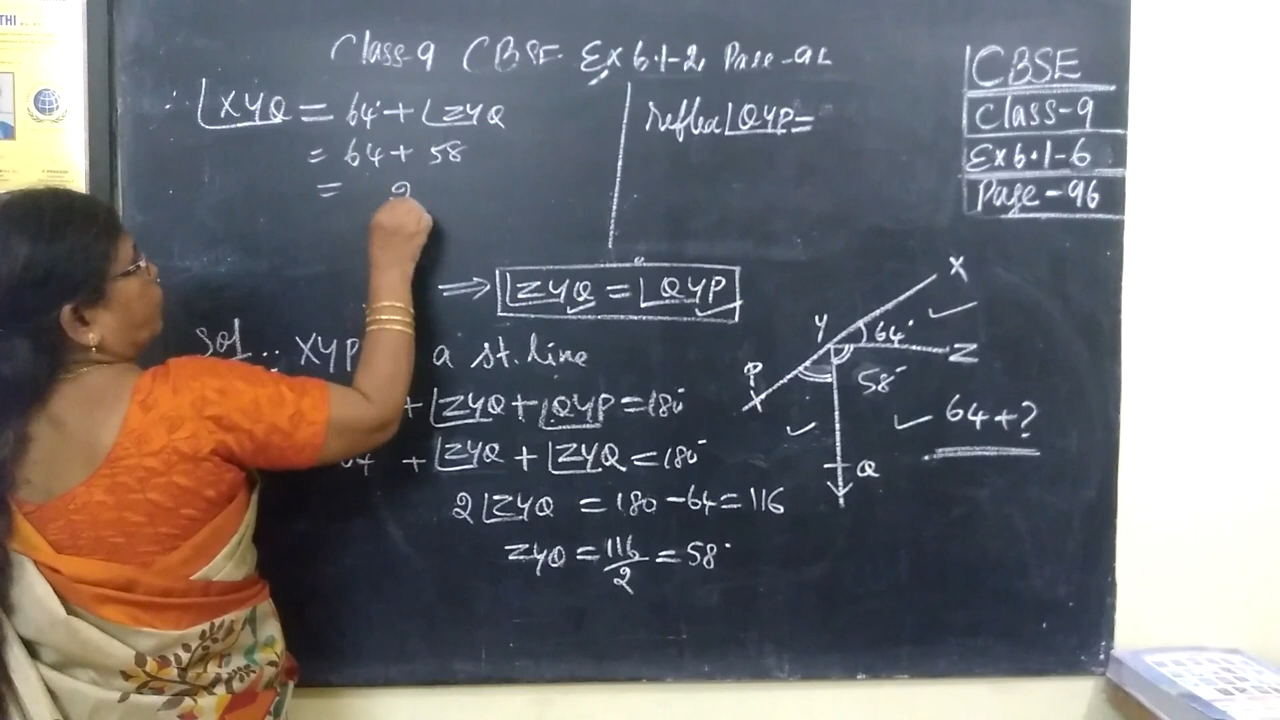 THI
Class-9 CBSE Ex 6.1-2, Page-96
∴ ∠XYQ = 64° + ∠ZYQ
= 64 + 58
=
reflex ∠QYP =
CBSE
Class-9
Ex 6.1-6
Page-96
⇒ ∠ZYQ = ∠QYP
Sol: XYP a st. line
+ ∠ZYQ + ∠QYP = 180°
64 + ∠ZYQ + ∠ZYQ = 180°
2 ∠ZYQ = 180 - 64 = 116
ZYQ = 116/2 = 58°
X
Y
64°
Z
P
58°
64+?
Q